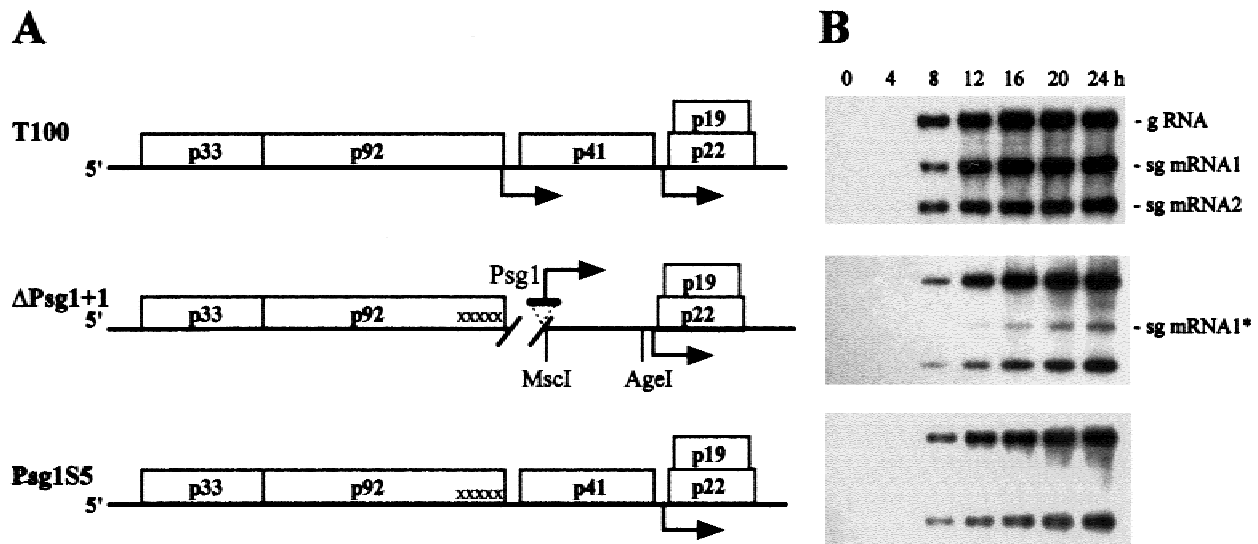 A
B
0 4 8 12 16 20 24 h
T100
5'
p33
p92
p41
p19
p22
- g RNA
- sg mRNA1
- sg mRNA2
ΔPsg1+1
5'
p33
p92
xxxxx
Psg1
p19
p22
MscI
AgeI
- sg mRNA1*
Psg1S5
5'
p33
p92
xxxxx
p41
p19
p22